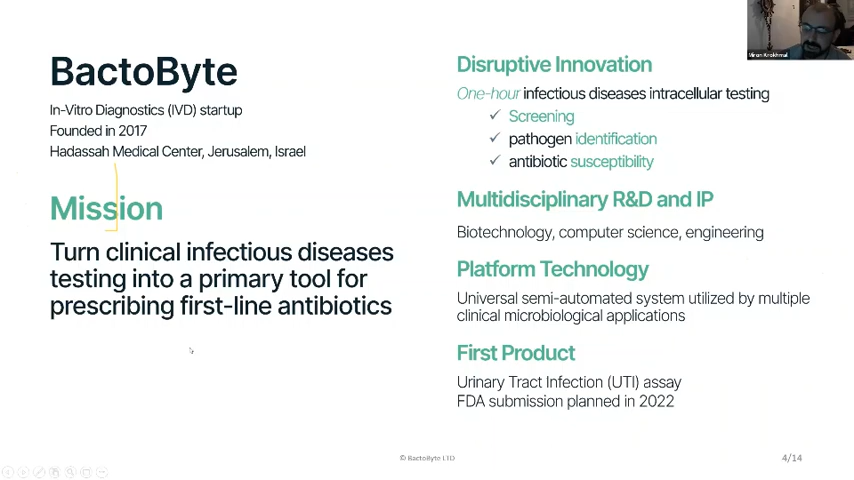 BactoByte
In-Vitro Diagnostics (IVD) startup
Founded in 2017
Hadassah Medical Center, Jerusalem, Israel
Mission
Turn clinical infectious diseases
testing into a primary tool for
prescribing first-line antibiotics
Disruptive Innovation
One-hour infectious diseases intracellular testing
✓ Screening
✓ pathogen identification
✓ antibiotic susceptibility
Multidisciplinary R&D and IP
Biotechnology, computer science, engineering
Platform Technology
Universal semi-automated system utilized by multiple
clinical microbiological applications
First Product
Urinary Tract Infection (UTI) assay
FDA submission planned in 2022
© BactoByte LTD
4/14